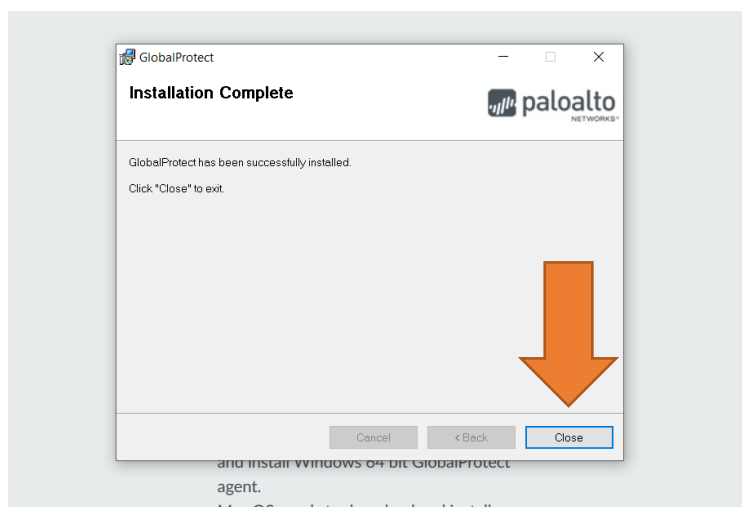 GlobalProtect
Installation Complete
paloalto
NETWORKS®
GlobalProtect has been successfully installed.
Click "Close" to exit.
Cancel
< Back
Close
and install Windows 64 bit GlobalProtect
agent.